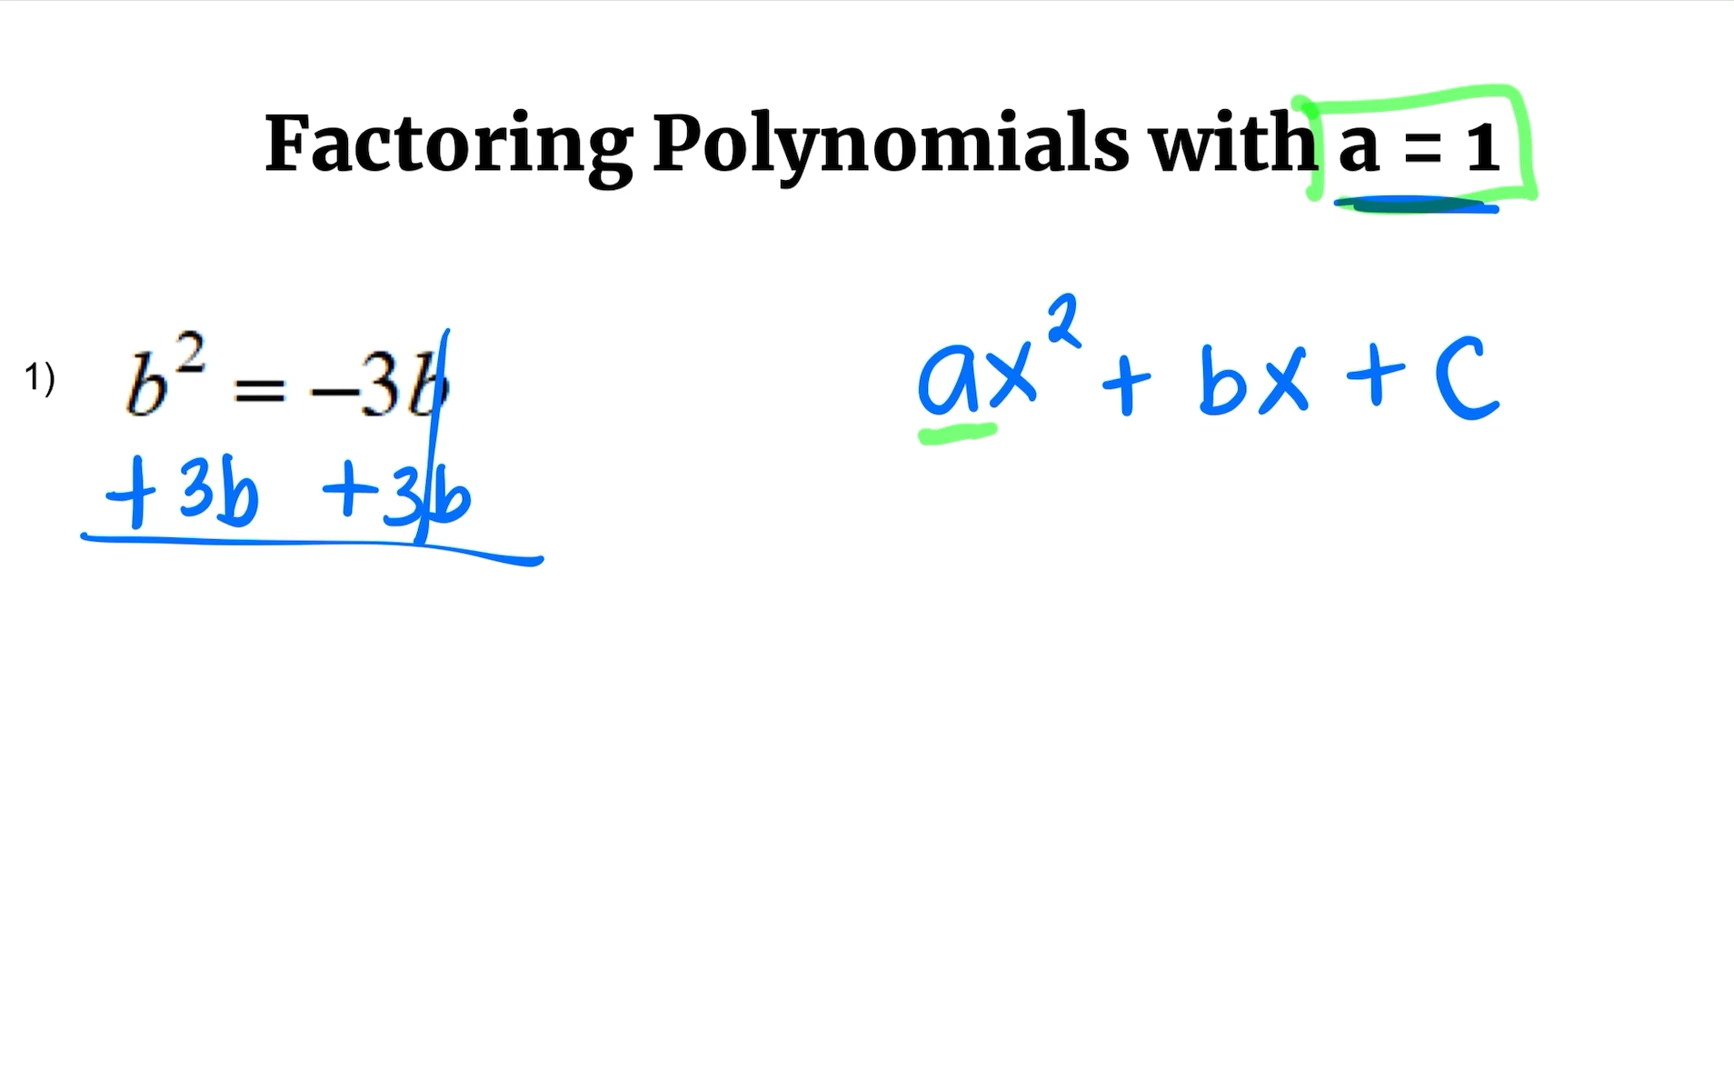 Factoring Polynomials with a = 1
1) b² = –3b
+ 3b + 3b
ax² + bx + c